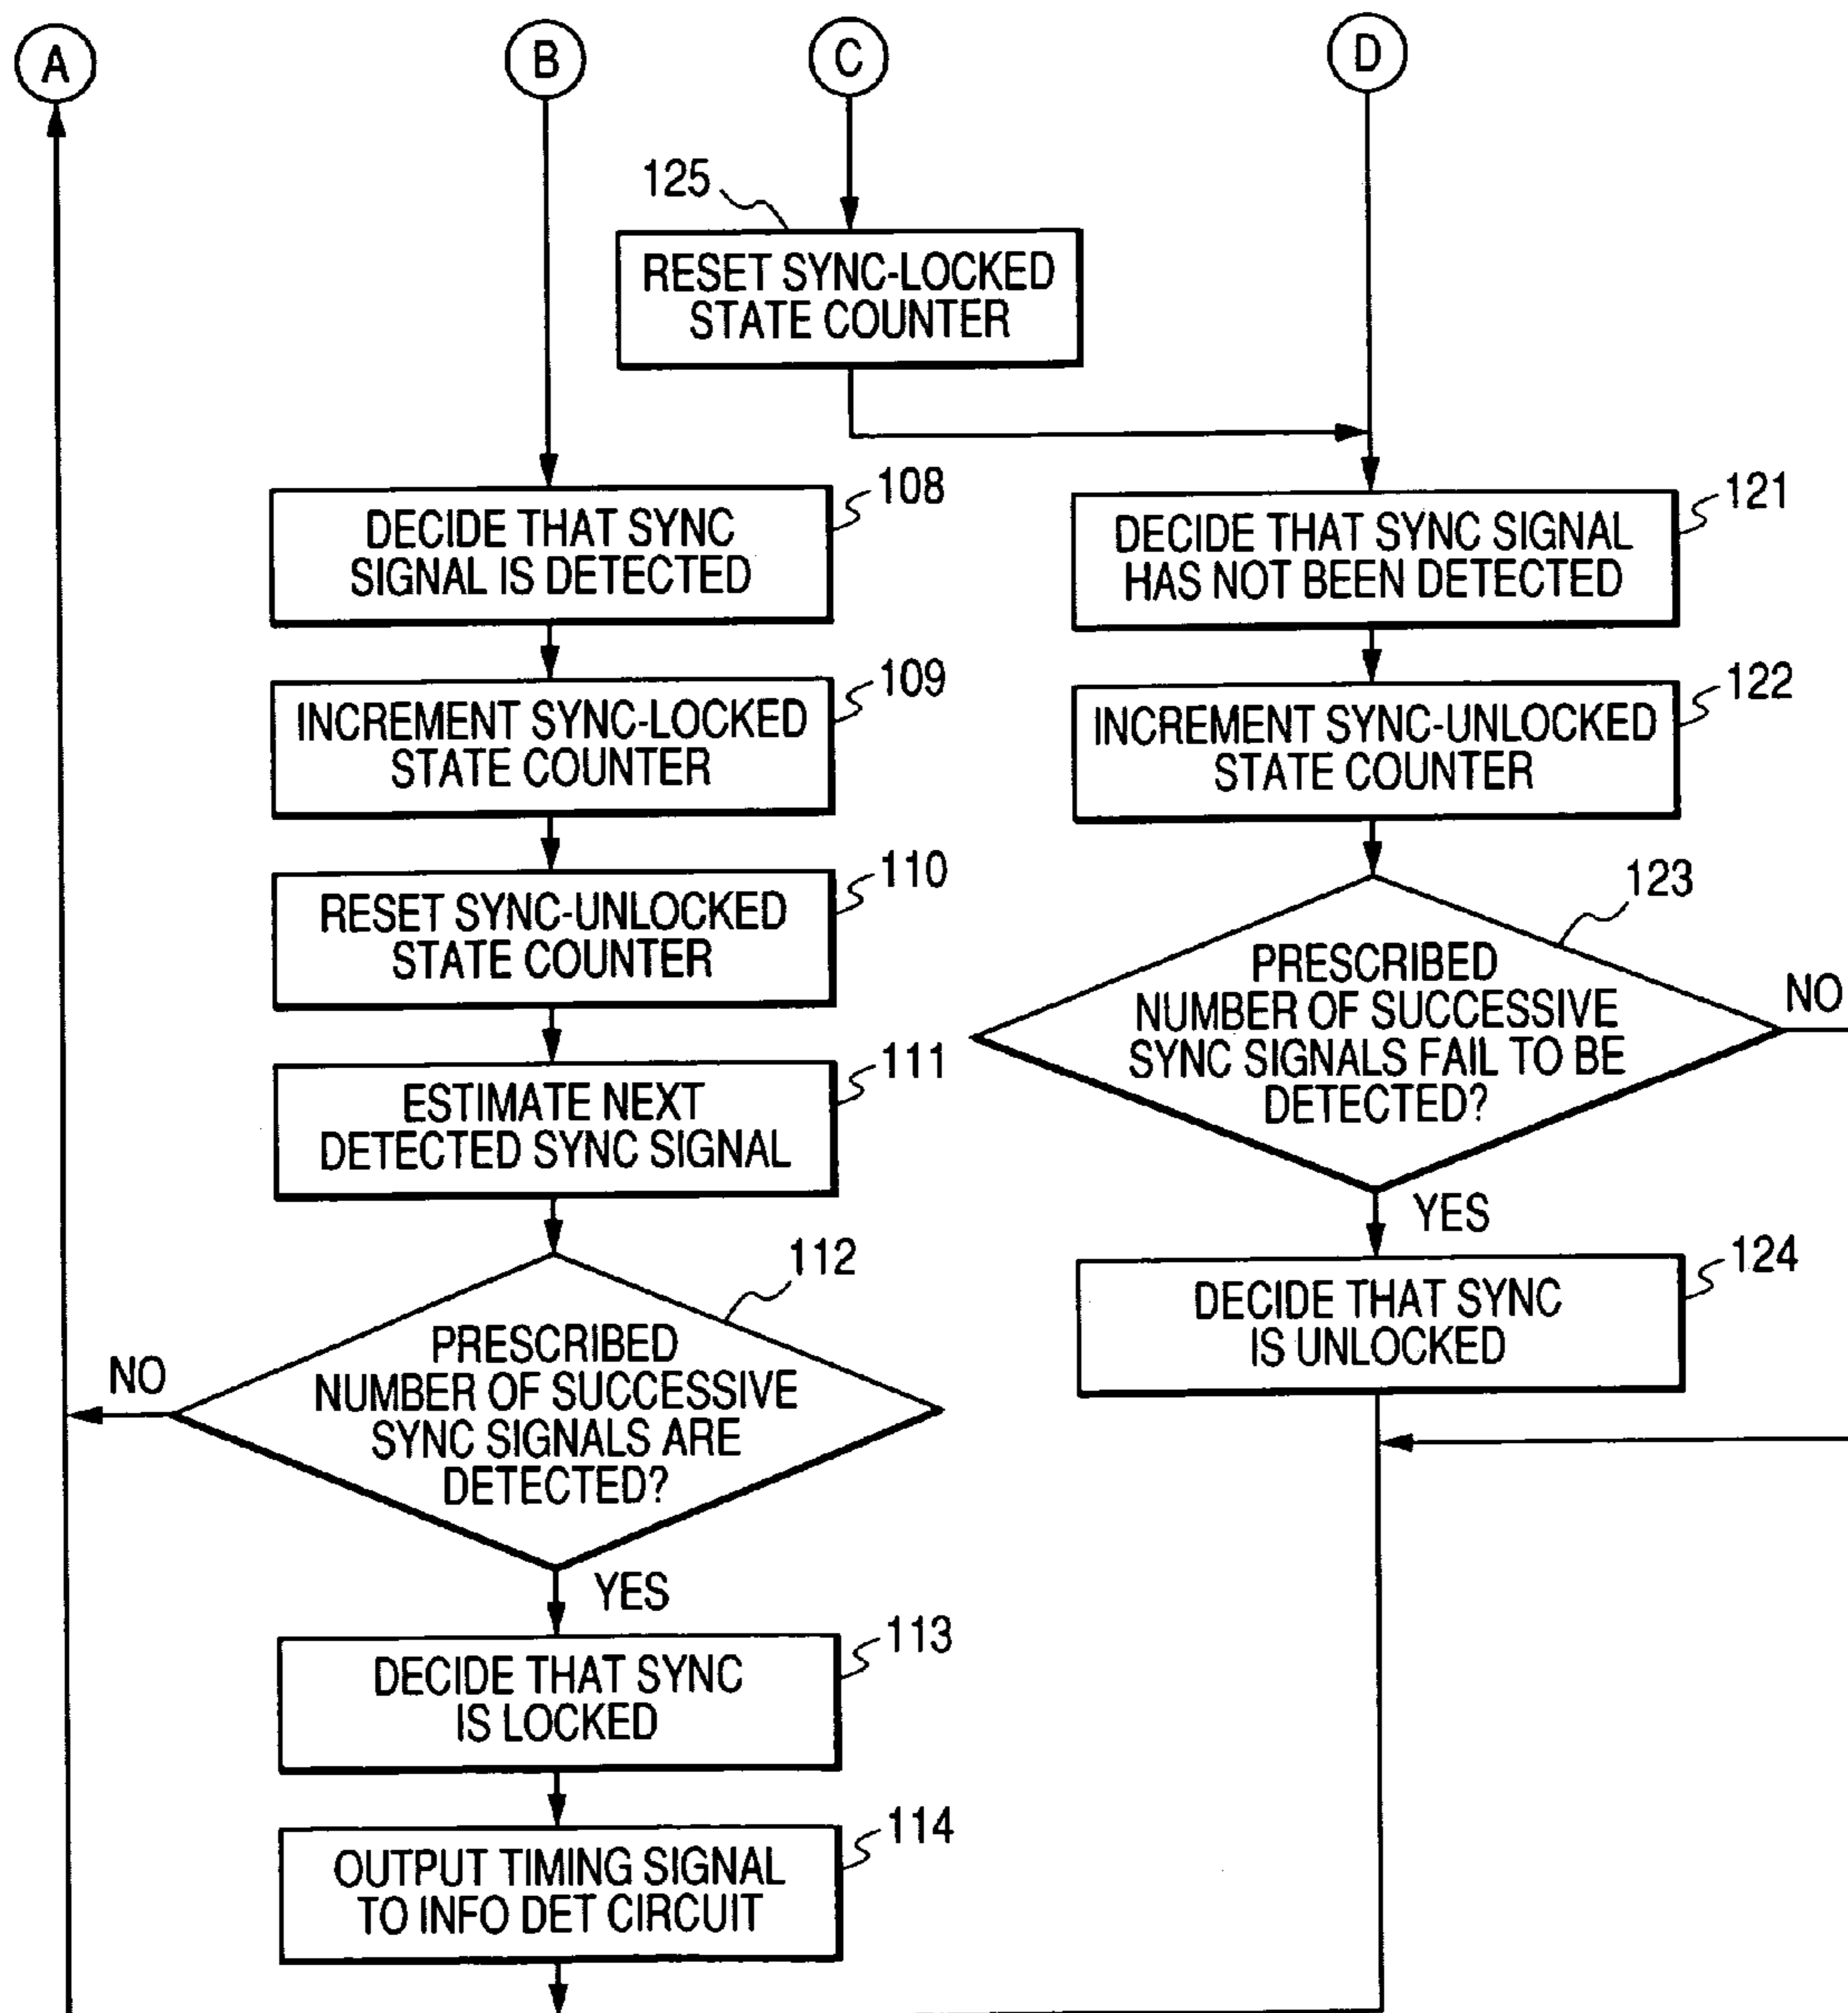 A
B
C
D
125
RESET SYNC-LOCKED
STATE COUNTER
108
DECIDE THAT SYNC
SIGNAL IS DETECTED
121
DECIDE THAT SYNC SIGNAL
HAS NOT BEEN DETECTED
109
INCREMENT SYNC-LOCKED
STATE COUNTER
122
INCREMENT SYNC-UNLOCKED
STATE COUNTER
110
RESET SYNC-UNLOCKED
STATE COUNTER
123
PRESCRIBED
NUMBER OF SUCCESSIVE
SYNC SIGNALS FAIL TO BE
DETECTED?
NO
YES
111
ESTIMATE NEXT
DETECTED SYNC SIGNAL
124
DECIDE THAT SYNC
IS UNLOCKED
112
PRESCRIBED
NUMBER OF SUCCESSIVE
SYNC SIGNALS ARE
DETECTED?
NO
YES
113
DECIDE THAT SYNC
IS LOCKED
114
OUTPUT TIMING SIGNAL
TO INFO DET CIRCUIT